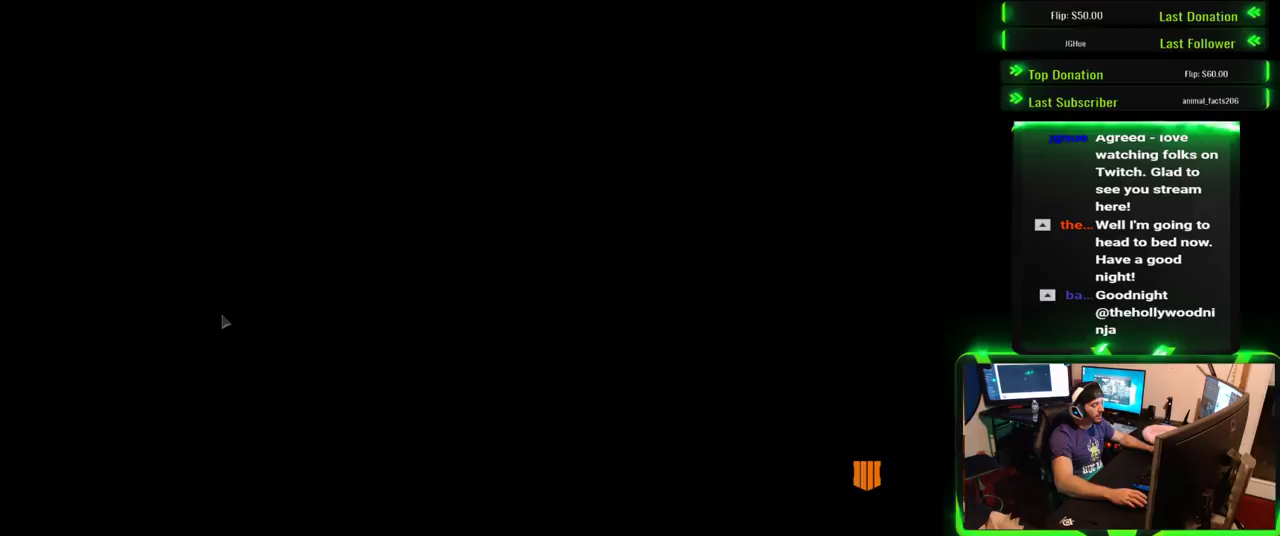 Flip: $50.00 Last Donation
JGHue Last Follower
Top Donation Flip: $60.00
Last Subscriber animal_facts206
Agreed - love
watching folks on
Twitch. Glad to
see you stream
here!
the... Well I'm going to
head to bed now.
Have a good
night!
ba... Goodnight
@thehollywoodni
nja